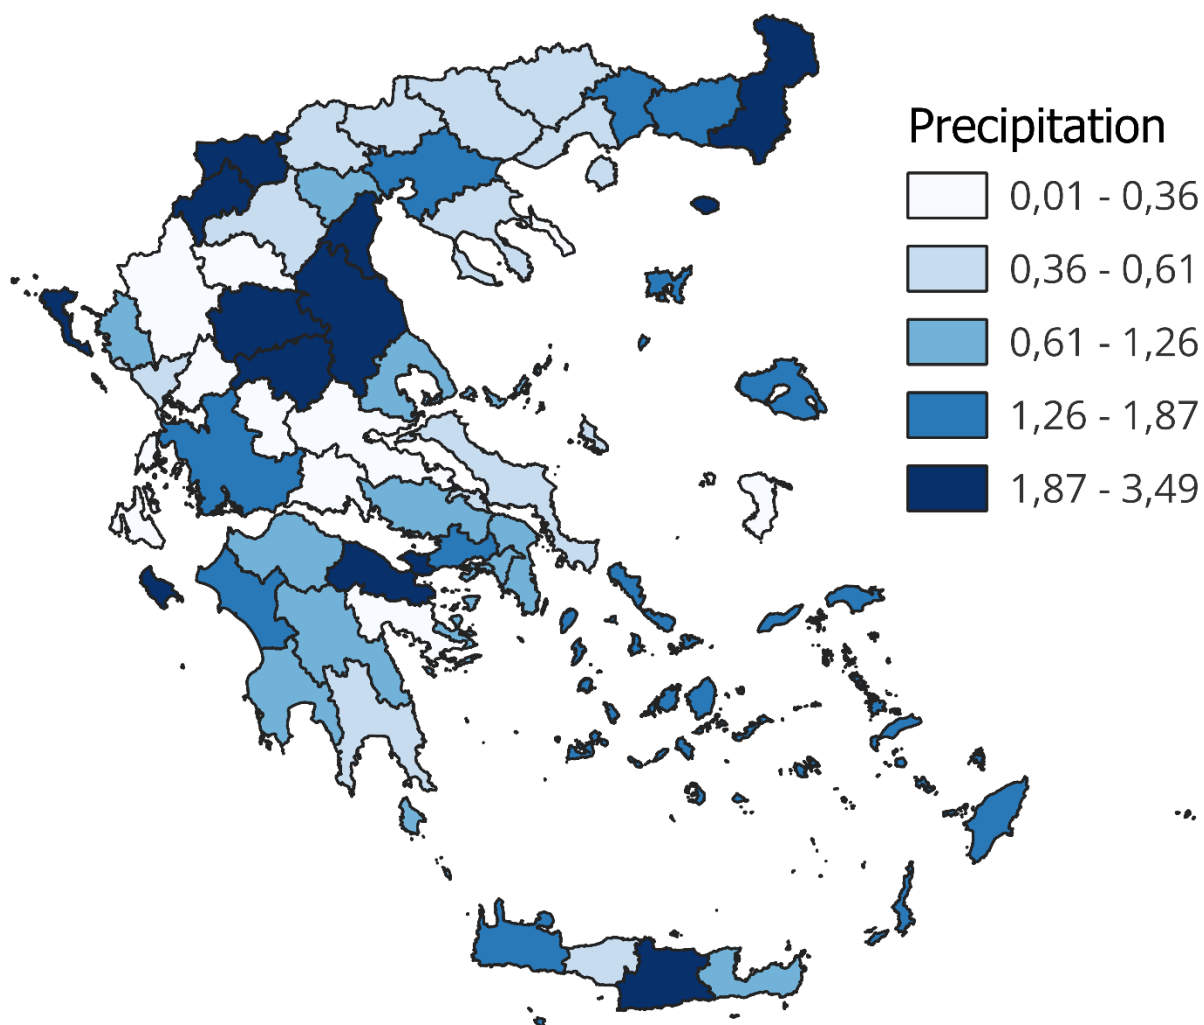 Precipitation
0,01 - 0,36
0,36 - 0,61
0,61 - 1,26
1,26 - 1,87
1,87 - 3,49